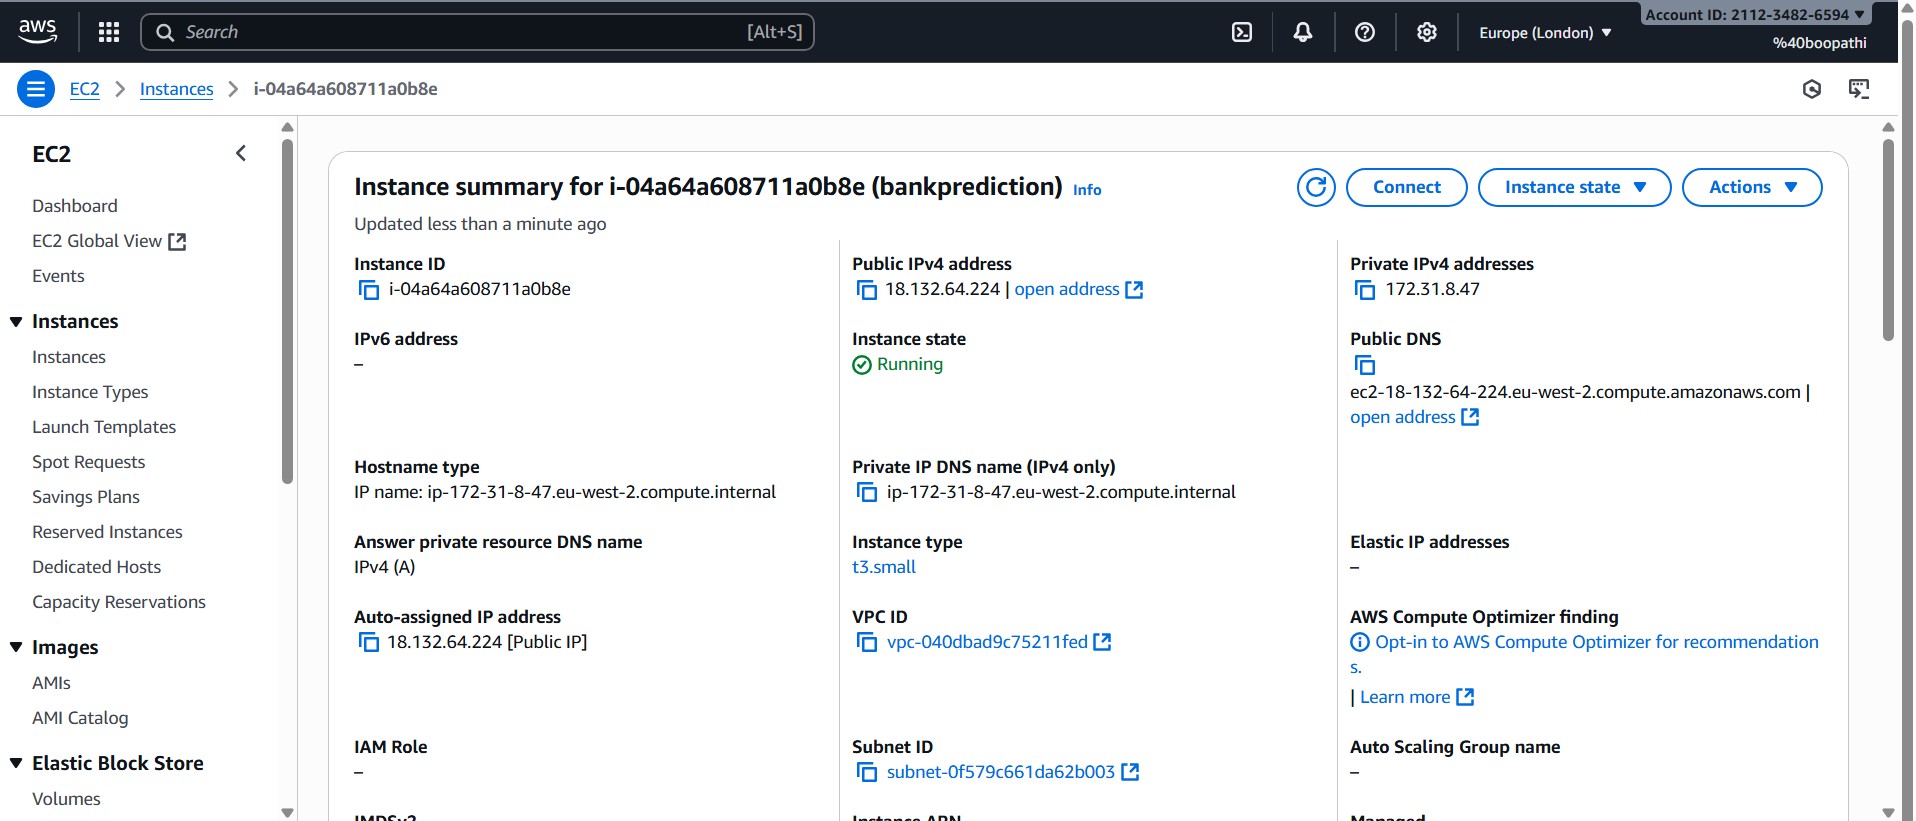 aws
Search
[Alt+S]
Europe (London)
Account ID: 2112-3482-6594
%40boopathi
EC2
Instances
i-04a64a608711a0b8e
EC2
Dashboard
EC2 Global View
Events
Instances
Instances
Instance Types
Launch Templates
Spot Requests
Savings Plans
Reserved Instances
Dedicated Hosts
Capacity Reservations
Images
AMIs
AMI Catalog
Elastic Block Store
Volumes
Instance summary for i-04a64a608711a0b8e (bankprediction) Info
Connect
Instance state
Actions
Updated less than a minute ago
Instance ID
i-04a64a608711a0b8e
Public IPv4 address
18.132.64.224 | open address
Private IPv4 addresses
172.31.8.47
IPv6 address
–
Instance state
Running
Public DNS
ec2-18-132-64-224.eu-west-2.compute.amazonaws.com |
open address
Hostname type
IP name: ip-172-31-8-47.eu-west-2.compute.internal
Private IP DNS name (IPv4 only)
ip-172-31-8-47.eu-west-2.compute.internal
Answer private resource DNS name
IPv4 (A)
Instance type
t3.small
Elastic IP addresses
–
Auto-assigned IP address
18.132.64.224 [Public IP]
VPC ID
vpc-040dbad9c75211fed
AWS Compute Optimizer finding
Opt-in to AWS Compute Optimizer for recommendation
s.
| Learn more
IAM Role
–
Subnet ID
subnet-0f579c661da62b003
Auto Scaling Group name
–
IMDSv2
Instance ARN
Managed